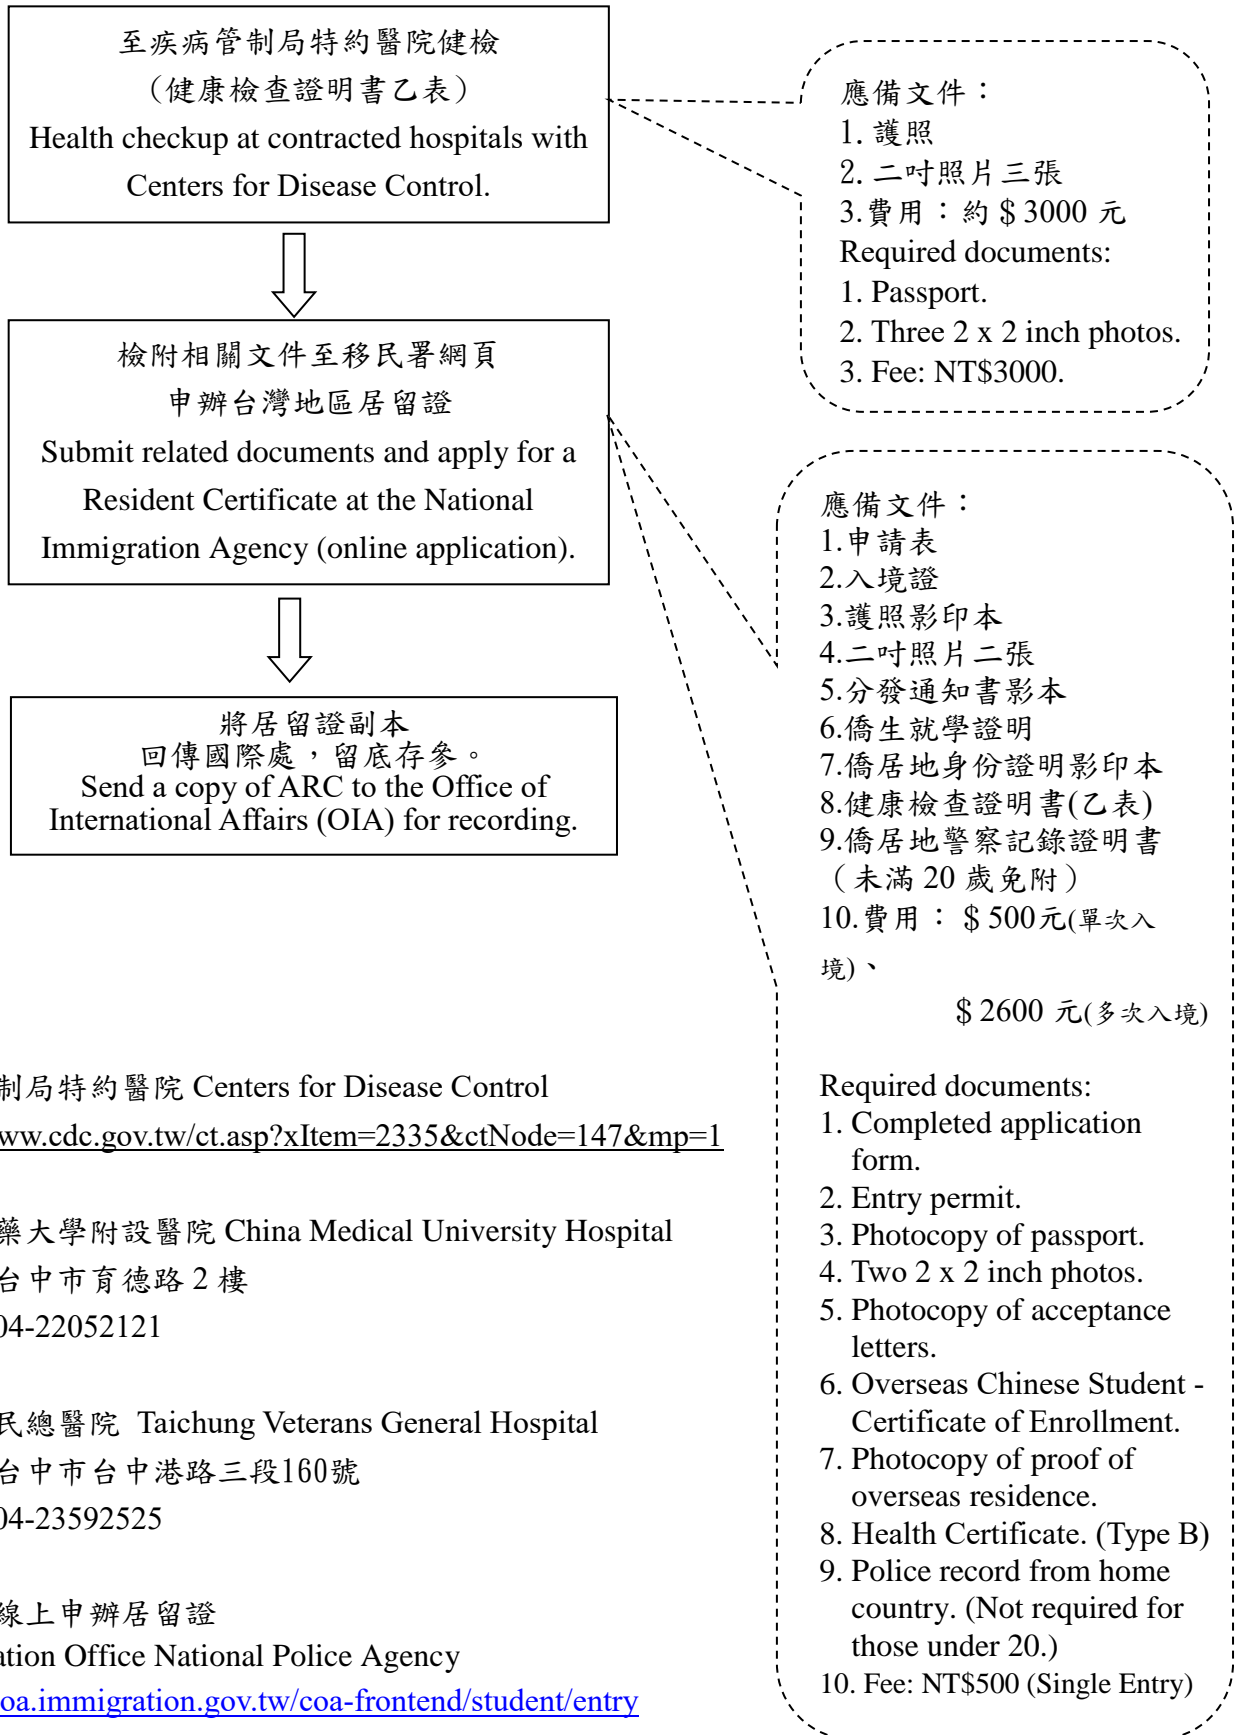 至疾病管制局特約醫院健檢
（健康檢查證明書乙表）
Health checkup at contracted hospitals with
Centers for Disease Control.
應備文件：
1. 護照
2. 二吋照片三張
3.費用：約＄3000 元
Required documents:
1. Passport.
2. Three 2 x 2 inch photos.
3. Fee: NT$3000.
檢附相關文件至移民署網頁
申辦台灣地區居留證
Submit related documents and apply for a
Resident Certificate at the National
Immigration Agency (online application).
應備文件：
1.申請表
2.入境證
3.護照影印本
4.二吋照片二張
5.分發通知書影本
6.僑生就學證明
7.僑居地身份證明影印本
8.健康檢查證明書(乙表)
9.僑居地警察記錄證明書
（未滿 20 歲免附）
10.費用：＄500元(單次入
境)、
＄2600 元(多次入境)
Required documents:
1. Completed application
form.
2. Entry permit.
3. Photocopy of passport.
4. Two 2 x 2 inch photos.
5. Photocopy of acceptance
letters.
6. Overseas Chinese Student -
Certificate of Enrollment.
7. Photocopy of proof of
overseas residence.
8. Health Certificate. (Type B)
9. Police record from home
country. (Not required for
those under 20.)
10. Fee: NT$500 (Single Entry)
將居留證副本
回傳國際處，留底存參。
Send a copy of ARC to the Office of
International Affairs (OIA) for recording.
制局特約醫院 Centers for Disease Control
ww.cdc.gov.tw/ct.asp?xItem=2335&ctNode=147&mp=1
藥大學附設醫院 China Medical University Hospital
台中市育德路 2 樓
04-22052121
民總醫院 Taichung Veterans General Hospital
台中市台中港路三段160號
04-23592525
線上申辦居留證
ation Office National Police Agency
oa.immigration.gov.tw/coa-frontend/student/entry